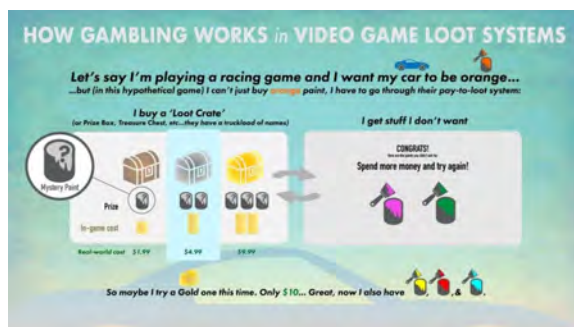 HOW GAMBLING WORKS in VIDEO GAME LOOT SYSTEMS
Let's say I'm playing a racing game and I want my car to be orange...
...but (in this hypothetical game) I can't just buy orange paint, I have to go through their pay-to-loot system:
I buy a 'Loot Crate'
(or Prize Box, Treasure Chest, etc...they have a truckload of names)
I get stuff I don't want
?
Mystery Paint
CONGRATS!
Spend more money and try again!
Prize
In-game cost
Real-world cost $1.99 $4.99 $9.99
So maybe I try a Gold one this time. Only $10... Great, now I also have , , & .